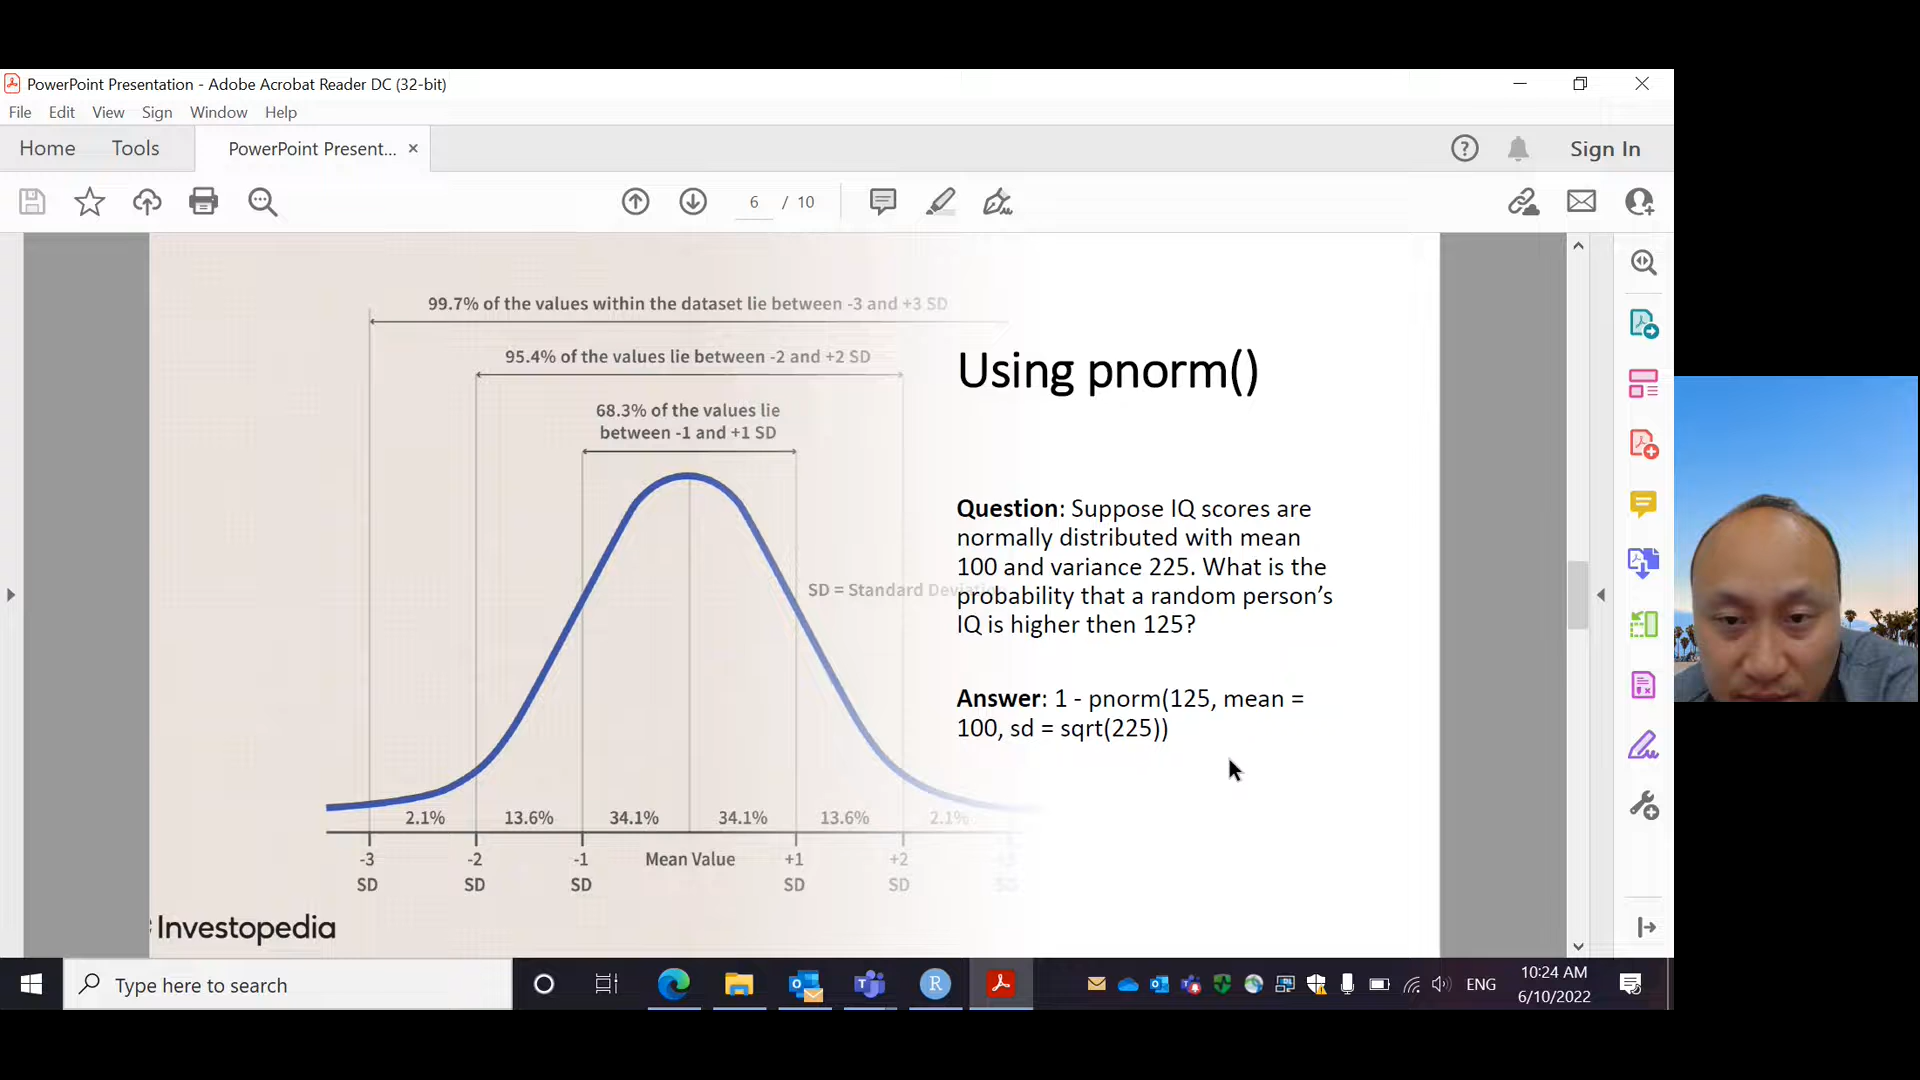 PowerPoint Presentation - Adobe Acrobat Reader DC (32-bit)
File Edit View Sign Window Help
Home Tools PowerPoint Present... Sign In
6 / 10
99.7% of the values within the dataset lie between -3 and +3 SD
95.4% of the values lie between -2 and +2 SD
68.3% of the values lie
between -1 and +1 SD
SD = Standard Deviation
2.1% 13.6% 34.1% 34.1% 13.6% 2.1%
-3 -2 -1 Mean Value +1 +2
SD SD SD SD SD SD
Investopedia
Using pnorm()
Question: Suppose IQ scores are
normally distributed with mean
100 and variance 225. What is the
probability that a random person’s
IQ is higher then 125?
Answer: 1 - pnorm(125, mean =
100, sd = sqrt(225))
Type here to search
ENG
10:24 AM
6/10/2022